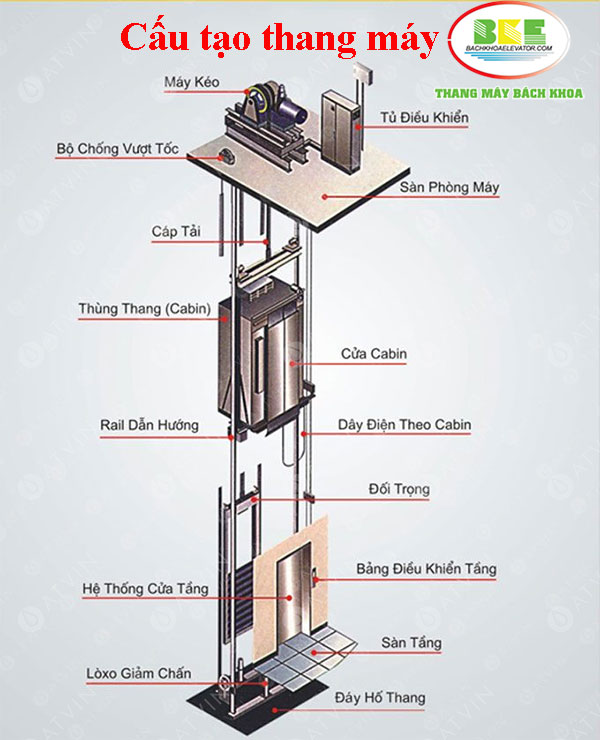 Cấu tạo thang máy
BKE
BACHKHOAELEVATOR.COM
THANG MÁY BÁCH KHOA
Máy Kéo
Tủ Điều Khiển
Bộ Chống Vượt Tốc
Sàn Phòng Máy
Cáp Tải
Thùng Thang (Cabin)
Cửa Cabin
Rail Dẫn Hướng
Dây Điện Theo Cabin
Đối Trọng
Bảng Điều Khiển Tầng
Hệ Thống Cửa Tầng
Sàn Tầng
Lòxo Giảm Chấn
Đáy Hố Thang
ATVIN